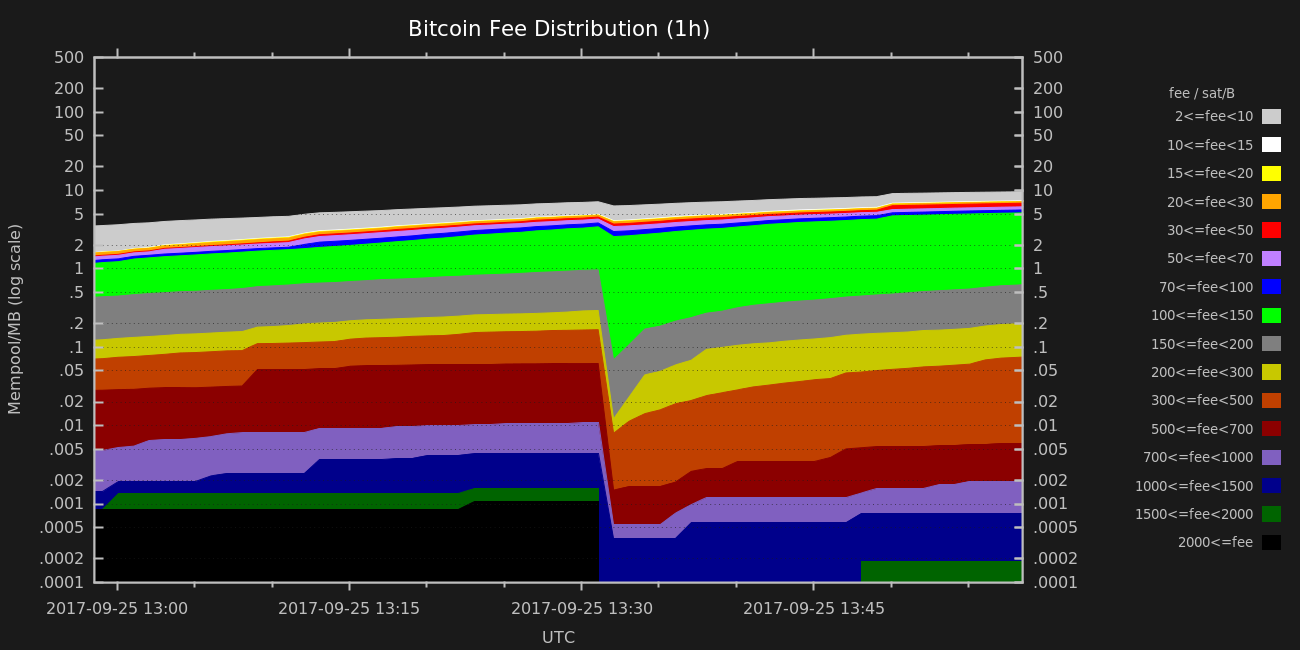 Bitcoin Fee Distribution (1h)
Mempool/MB (log scale)
500
200
100
50
20
10
5
2
1
.5
.2
.1
.05
.02
.01
.005
.002
.001
.0005
.0002
.0001
500
200
100
50
20
10
5
2
1
.5
.2
.1
.05
.02
.01
.005
.002
.001
.0005
.0002
.0001
2017-09-25 13:00
2017-09-25 13:15
2017-09-25 13:30
2017-09-25 13:45
UTC
fee / sat/B
2<=fee<10
10<=fee<15
15<=fee<20
20<=fee<30
30<=fee<50
50<=fee<70
70<=fee<100
100<=fee<150
150<=fee<200
200<=fee<300
300<=fee<500
500<=fee<700
700<=fee<1000
1000<=fee<1500
1500<=fee<2000
2000<=fee